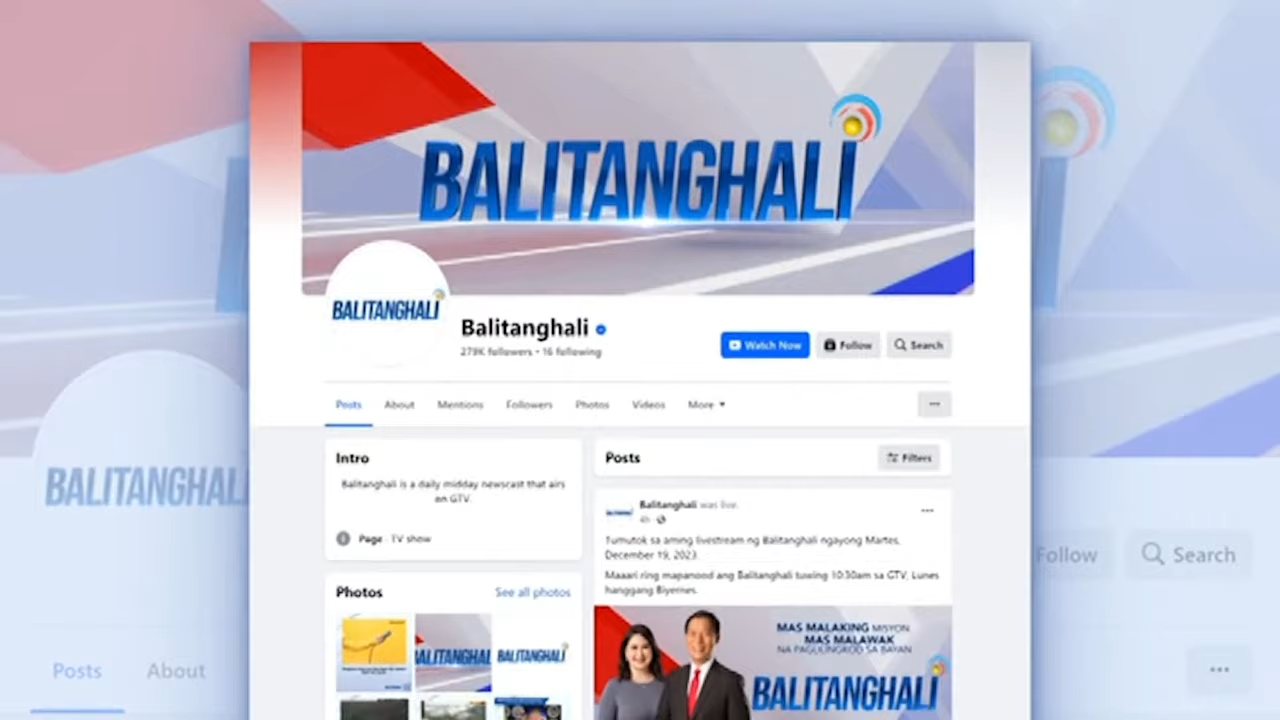 BALITANGHALI
BALITANGHALI
Balitanghali
279K followers • 16 following
Watch Now
Follow
Search
Posts
About
Mentions
Followers
Photos
Videos
More
Intro
Balitanghali is a daily midday newscast that airs
on GTV.
Page · TV show
Posts
Filters
Balitanghali was live.
Tumutok sa aming livestream ng Balitanghali ngayong Martes,
December 19, 2023.
Maaari ring mapanood ang Balitanghali tuwing 10:30am sa GTV, Lunes
hanggang Biyernes.
Photos
See all photos
BALITANGHALI
BALITANGHALI
MAS MALAKING MISYON
MAS MALAWAK
NA PAGLILINGKOD SA BAYAN
BALITANGHALI
BALITANGHALI
Follow
Search
Posts
About